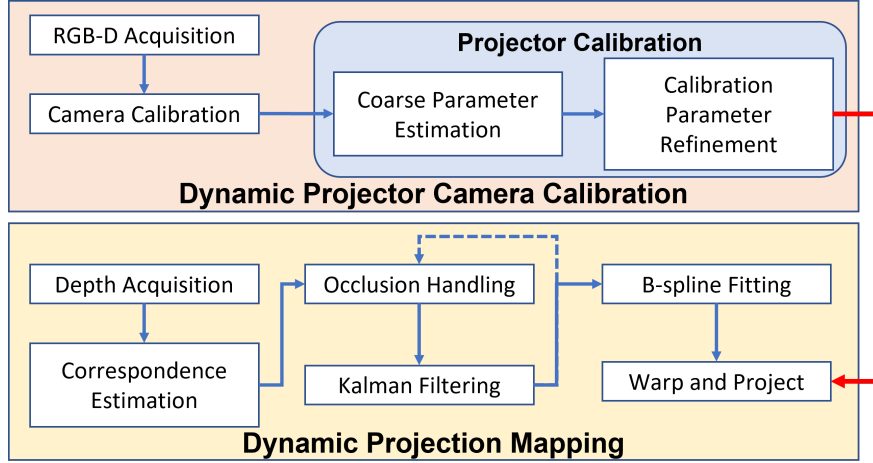 RGB-D Acquisition
Camera Calibration
Projector Calibration
Coarse Parameter
Estimation
Calibration
Parameter
Refinement
Dynamic Projector Camera Calibration
Depth Acquisition
Correspondence
Estimation
Occlusion Handling
Kalman Filtering
B-spline Fitting
Warp and Project
Dynamic Projection Mapping